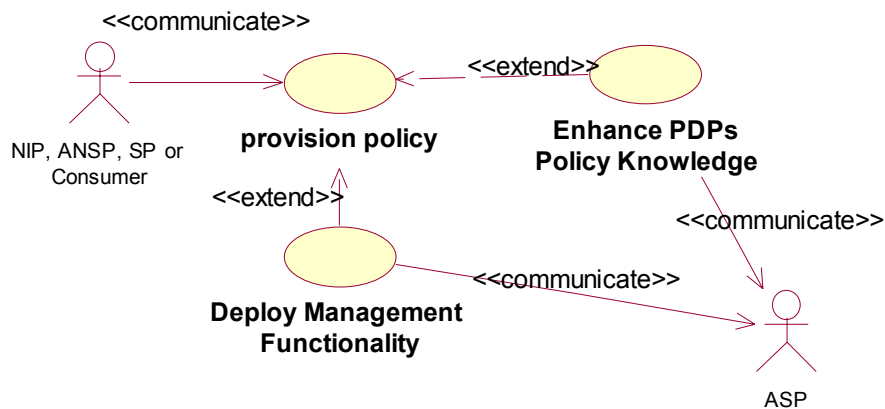 <<communicate>>
<<extend>>
provision policy
Enhance PDPs
Policy Knowledge
NIP, ANSP, SP or
Consumer
<<extend>>
<<communicate>>
<<communicate>>
Deploy Management
Functionality
ASP